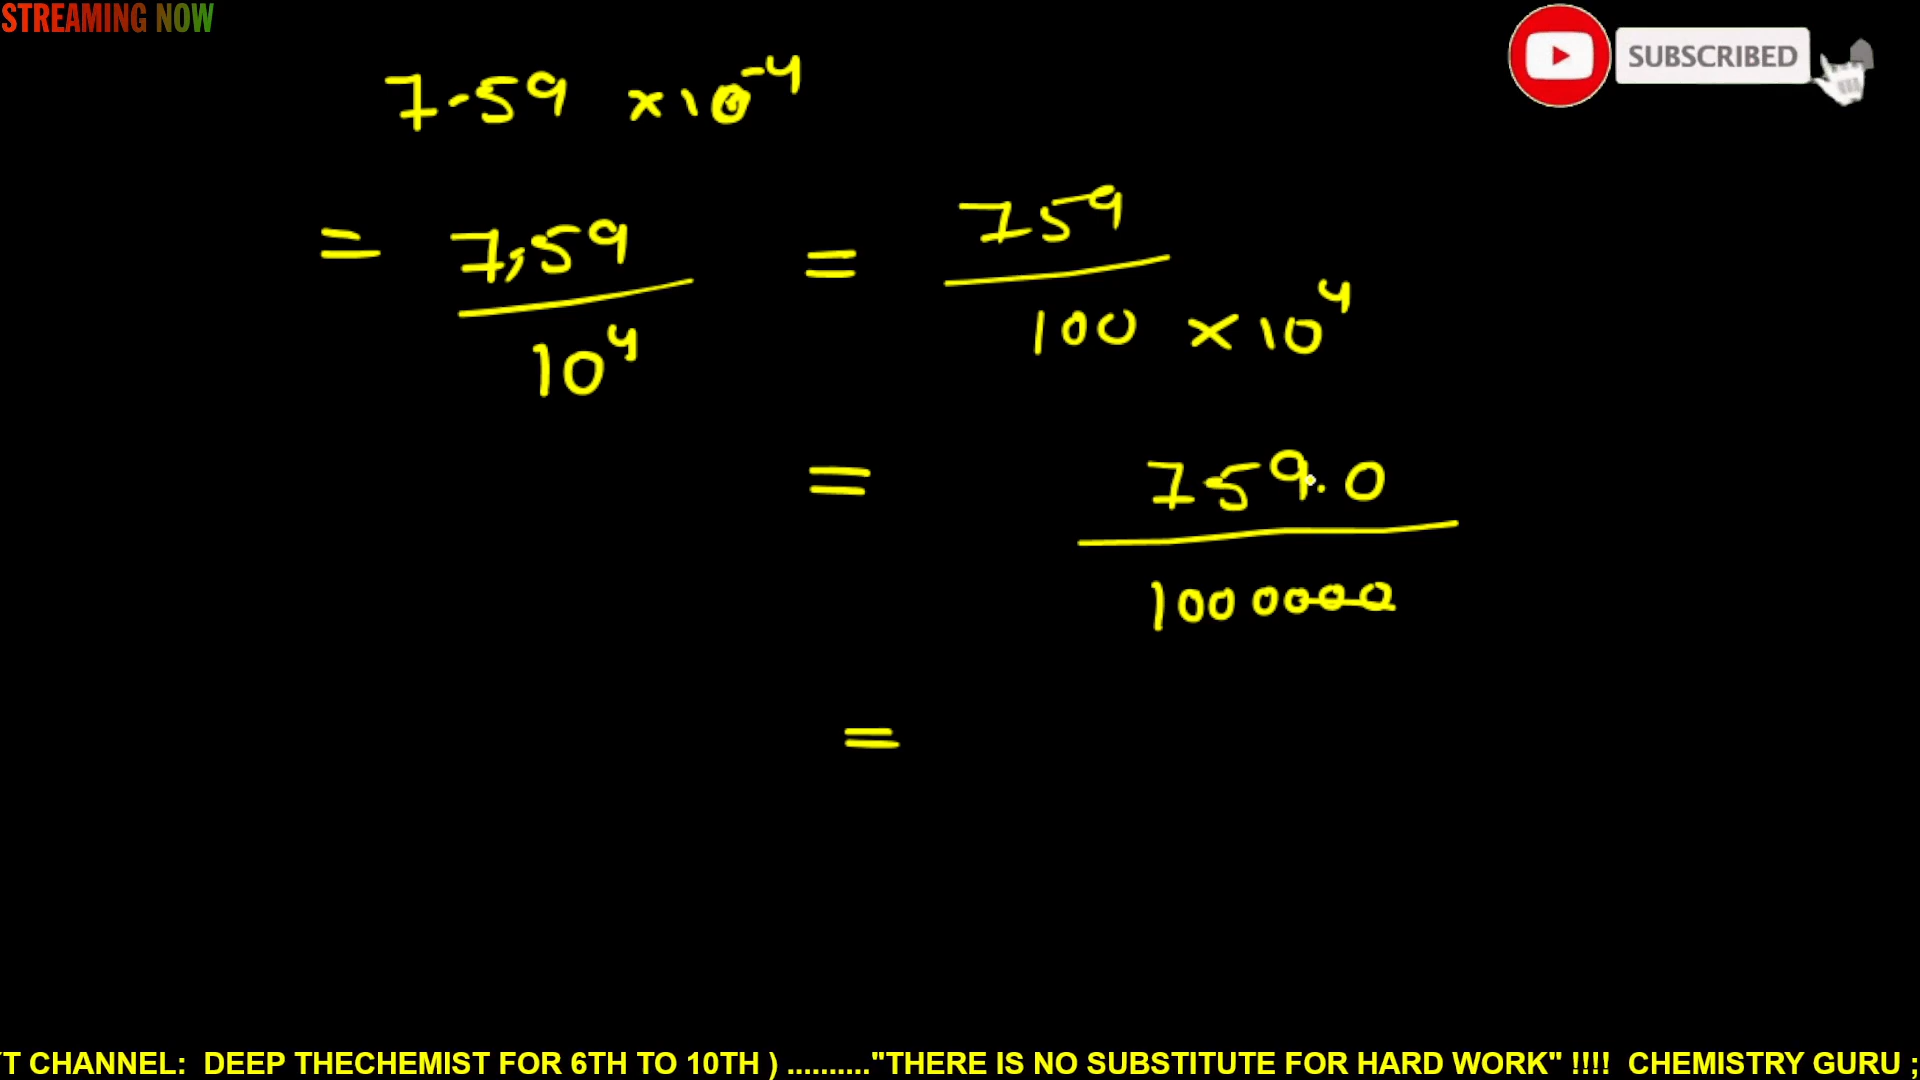 STREAMING NOW
SUBSCRIBED
7.59 ×10⁻⁴
= 7.59 / 10⁴ = 759 / 100 × 10⁴
= 759.0 / 1000000
=
T CHANNEL: DEEP THECHEMIST FOR 6TH TO 10TH ) .........."THERE IS NO SUBSTITUTE FOR HARD WORK" !!!! CHEMISTRY GURU ;